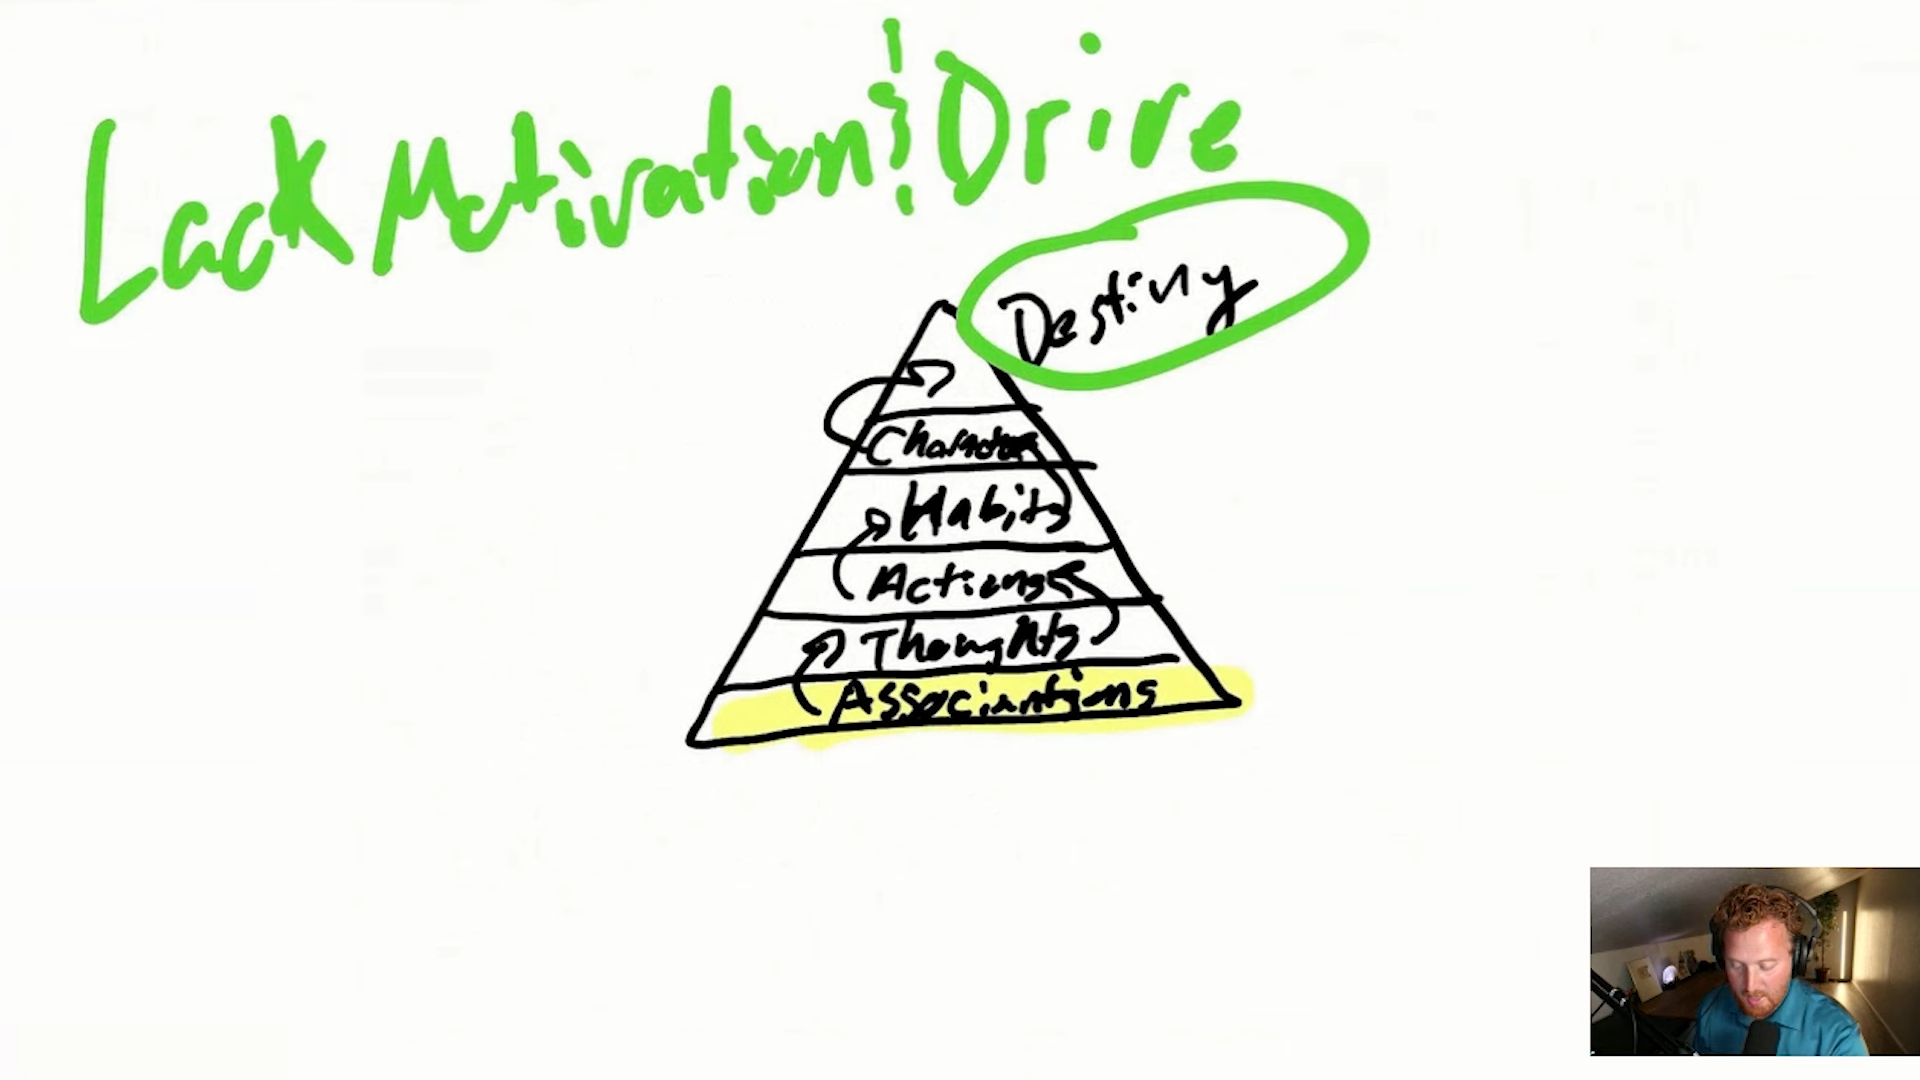 Lack Motivation & Drive
Destiny
Character
Habits
Actions
Thoughts
Associations